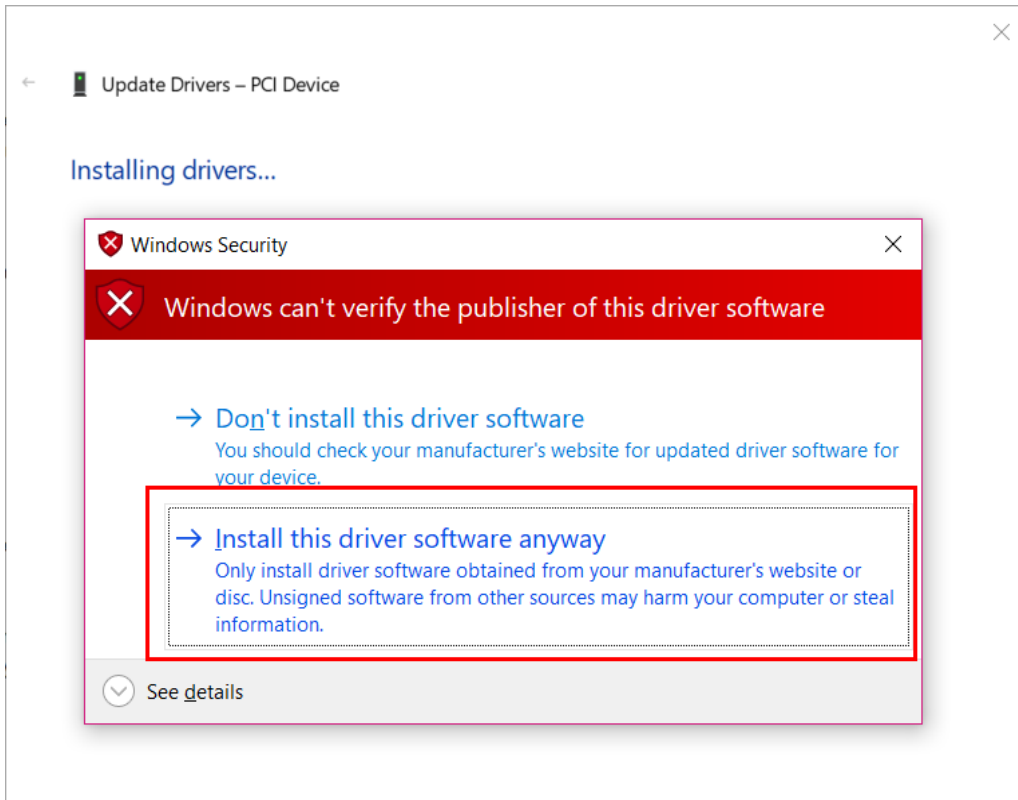 Update Drivers – PCI Device
Installing drivers...
Windows Security
Windows can't verify the publisher of this driver software
Don't install this driver software
You should check your manufacturer's website for updated driver software for
your device.
Install this driver software anyway
Only install driver software obtained from your manufacturer's website or
disc. Unsigned software from other sources may harm your computer or steal
information.
See details